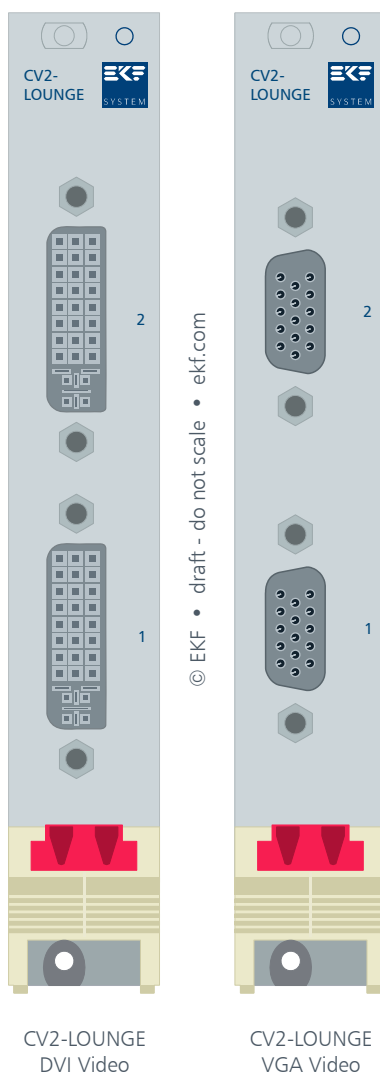 CV2-
LOUNGE
EKF
SYSTEM
2
1
© EKF • draft - do not scale • ekf.com
CV2-
LOUNGE
EKF
SYSTEM
2
1
CV2-LOUNGE
DVI Video
CV2-LOUNGE
VGA Video